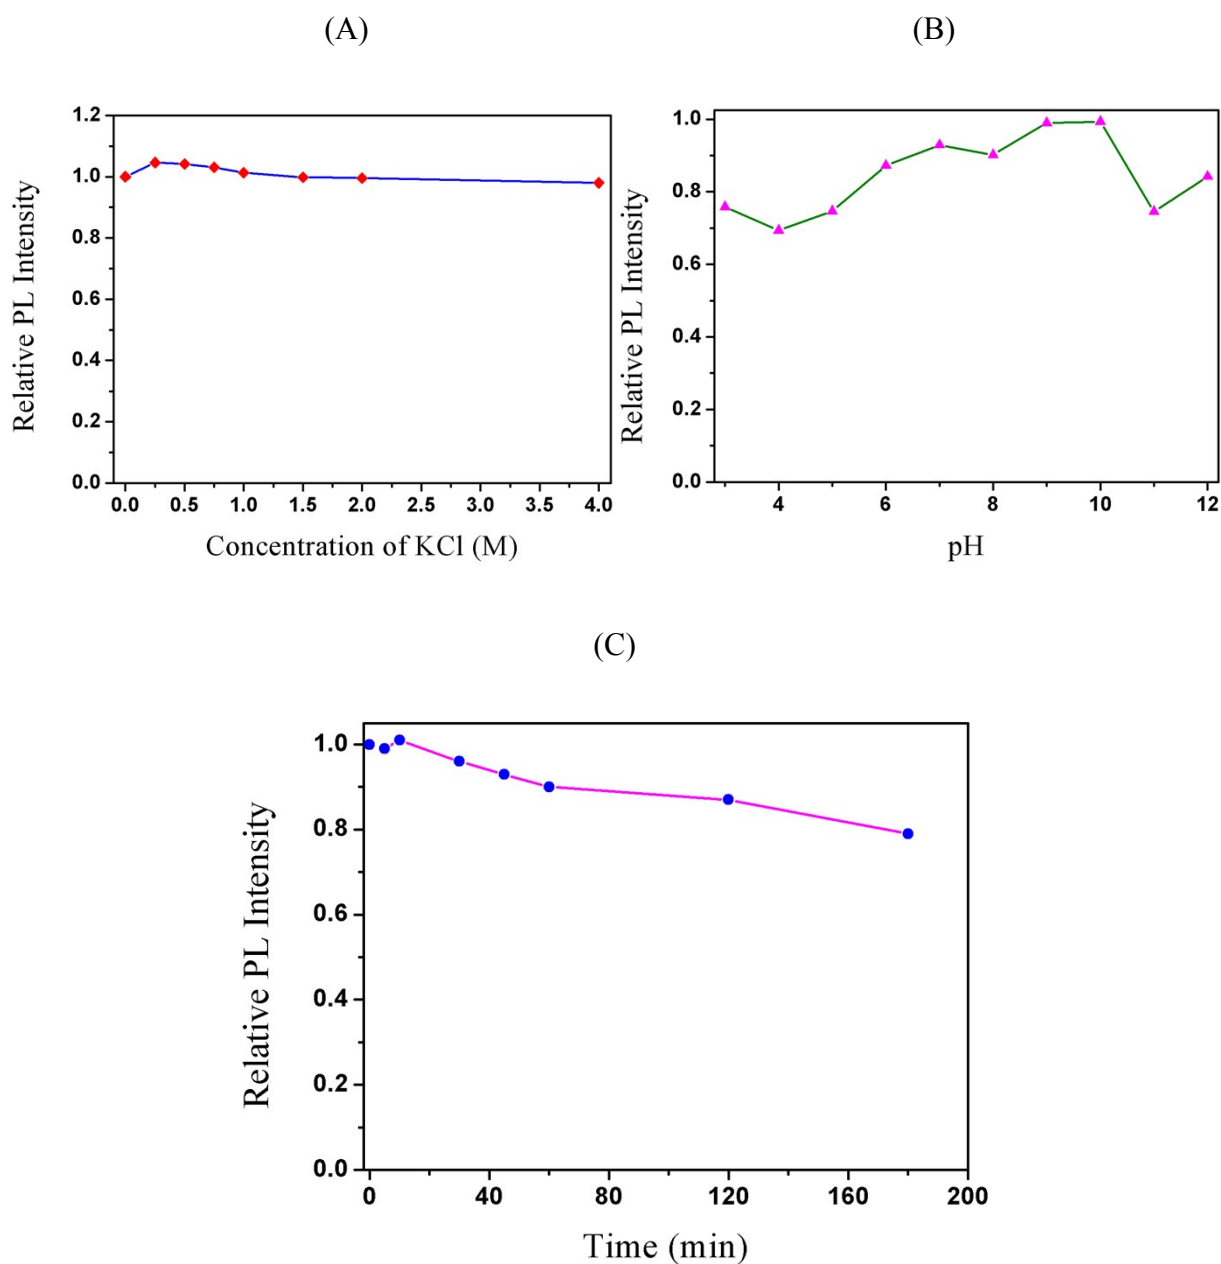 (A)
(B)
1.2
1.0
0.8
0.6
0.4
0.2
0.0
Relative PL Intensity
0.0 0.5 1.0 1.5 2.0 2.5 3.0 3.5 4.0
Concentration of KCl (M)
1.0
0.8
0.6
0.4
0.2
0.0
Relative PL Intensity
4 6 8 10 12
pH
(C)
1.0
0.8
0.6
0.4
0.2
0.0
Relative PL Intensity
0 40 80 120 160 200
Time (min)